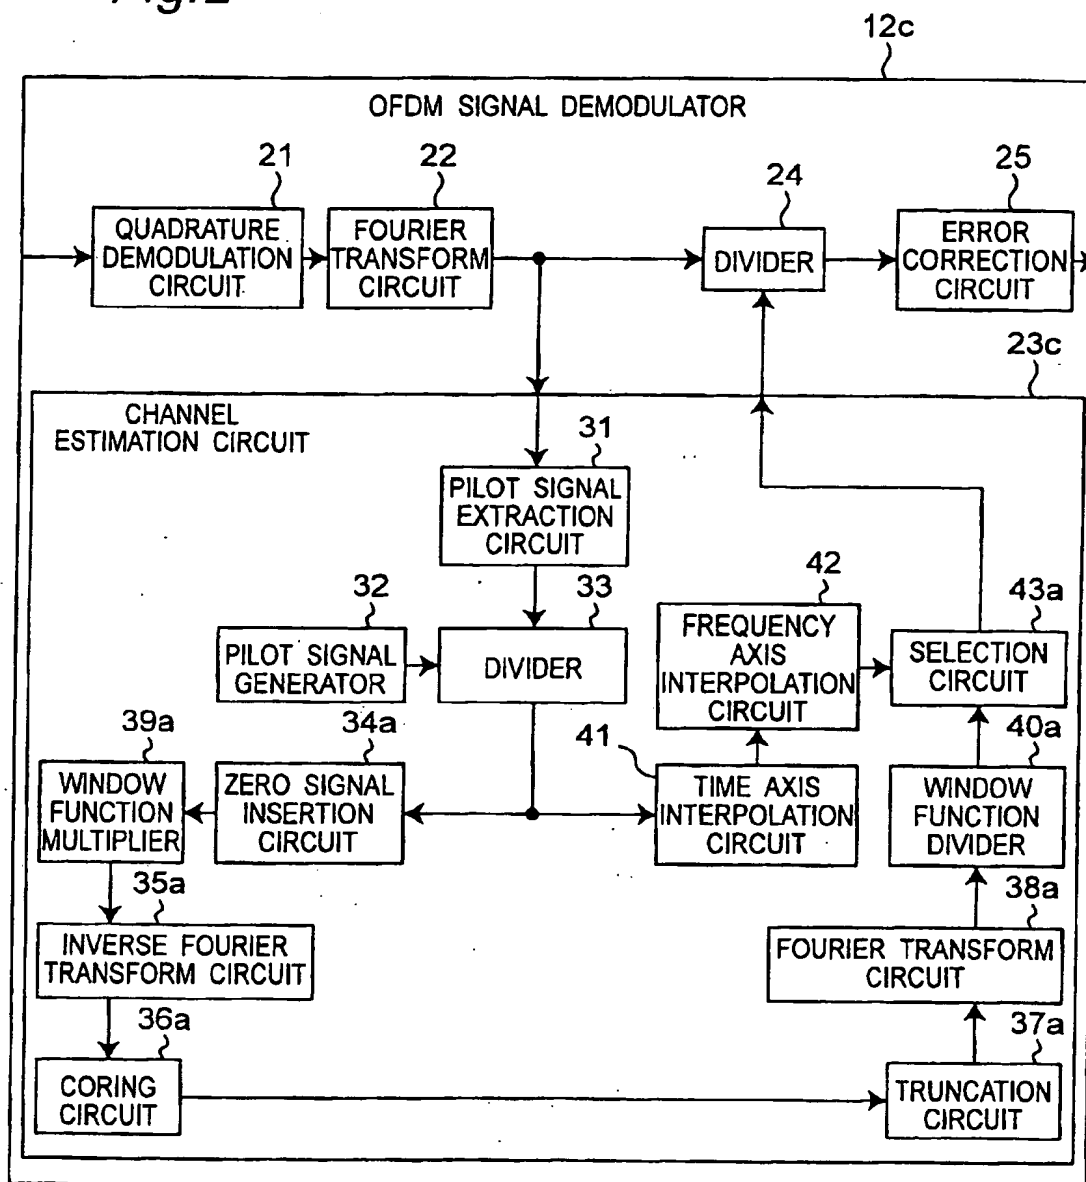 Fig.2
12c
OFDM SIGNAL DEMODULATOR
21
22
24
25
QUADRATURE
DEMODULATION
CIRCUIT
FOURIER
TRANSFORM
CIRCUIT
DIVIDER
ERROR
CORRECTION
CIRCUIT
23c
CHANNEL
ESTIMATION CIRCUIT
31
PILOT SIGNAL
EXTRACTION
CIRCUIT
32
33
42
43a
PILOT SIGNAL
GENERATOR
DIVIDER
FREQUENCY
AXIS
INTERPOLATION
CIRCUIT
SELECTION
CIRCUIT
39a
34a
41
40a
WINDOW
FUNCTION
MULTIPLIER
ZERO SIGNAL
INSERTION
CIRCUIT
TIME AXIS
INTERPOLATION
CIRCUIT
WINDOW
FUNCTION
DIVIDER
35a
38a
INVERSE FOURIER
TRANSFORM CIRCUIT
FOURIER TRANSFORM
CIRCUIT
36a
37a
CORING
CIRCUIT
TRUNCATION
CIRCUIT